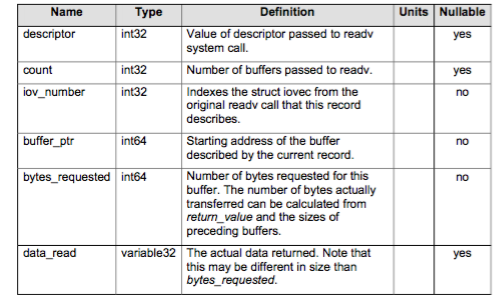 Name Type Definition Units Nullable
descriptor int32 Value of descriptor passed to readv yes
system call.
count int32 Number of buffers passed to readv. yes
iov_number int32 Indexes the struct iovec from the no
original readv call that this record
describes.
buffer_ptr int64 Starting address of the buffer no
described by the current record.
bytes_requested int64 Number of bytes requested for this no
buffer. The number of bytes actually
transferred can be calculated from
return_value and the sizes of
preceding buffers.
data_read variable32 The actual data returned. Note that yes
this may be different in size than
bytes_requested.